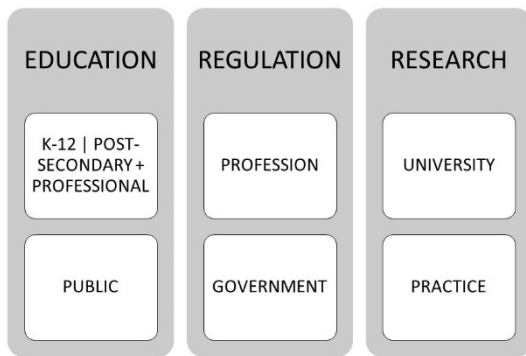 EDUCATION
K-12 | POST-
SECONDARY +
PROFESSIONAL
PUBLIC
REGULATION
PROFESSION
GOVERNMENT
RESEARCH
UNIVERSITY
PRACTICE